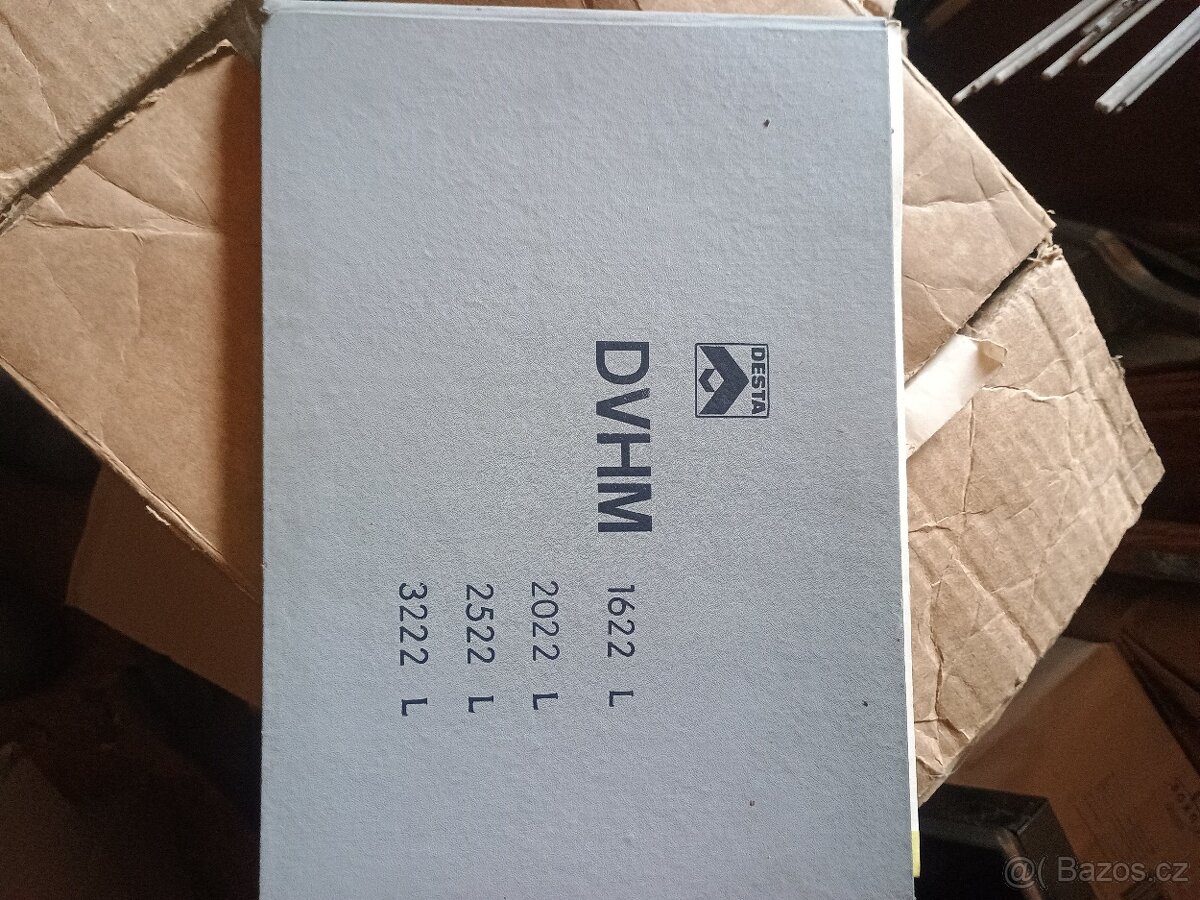 DESTA
DVHM 1622 L
2022 L
2522 L
3222 L
@( Bazos.cz